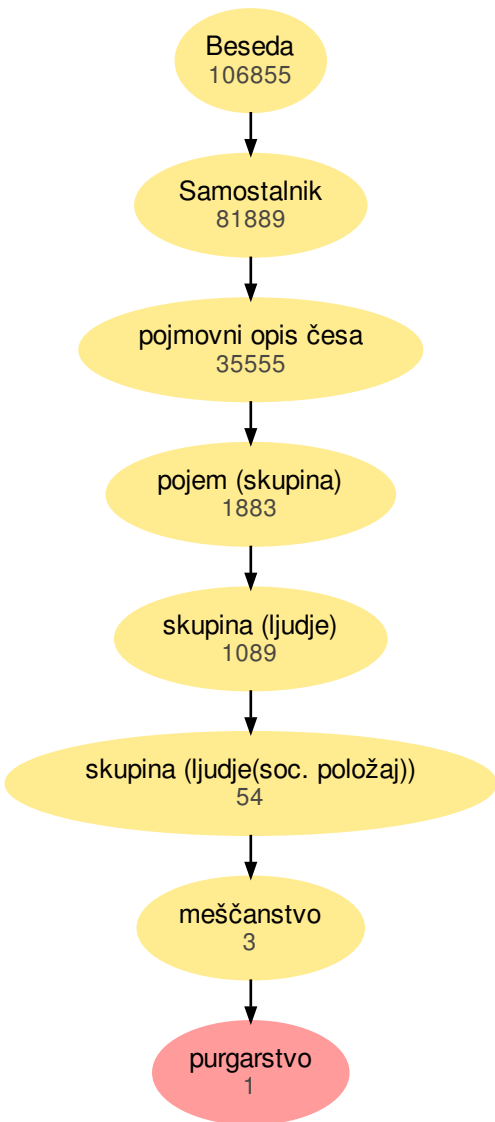 Beseda
106855
Samostalnik
81889
pojmovni opis česa
35555
pojem (skupina)
1883
skupina (ljudje)
1089
skupina (ljudje(soc. položaj))
54
meščanstvo
3
purgarstvo
1